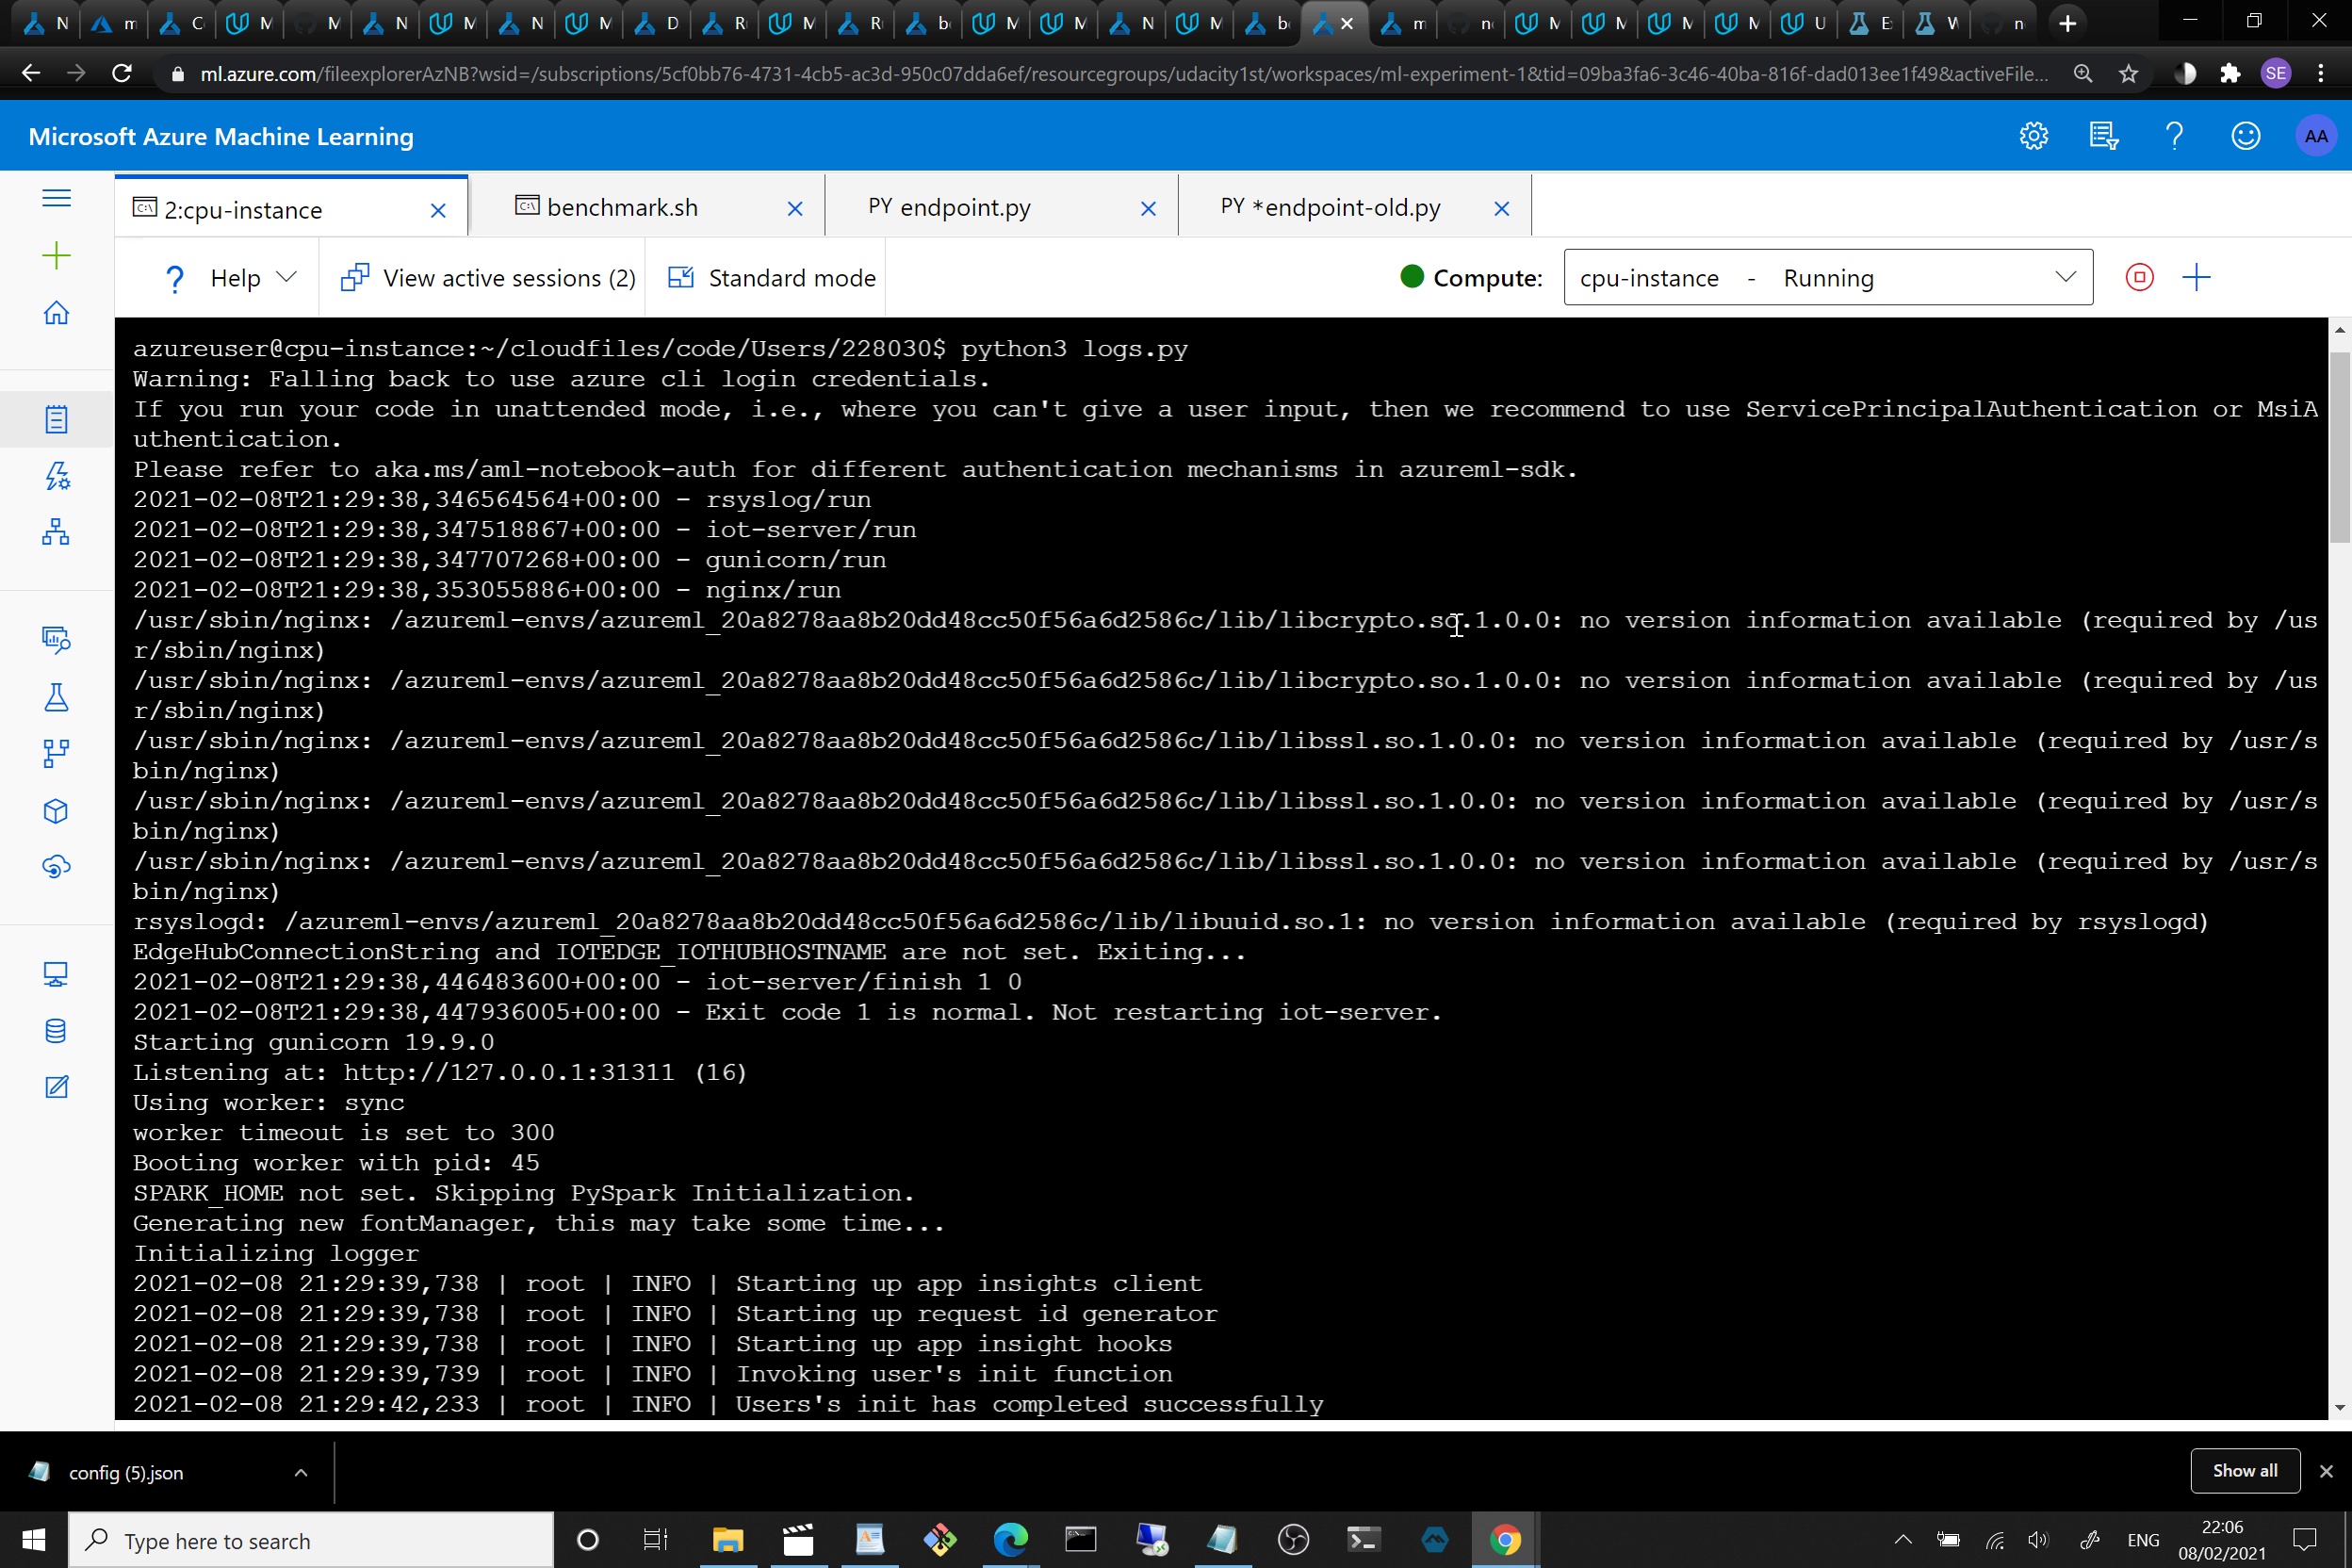 N
m
C
M
M
N
M
N
M
D
R
M
R
b
M
M
N
M
b
m
n
M
M
M
M
U
E
W
n
ml.azure.com/fileexplorerAzNB?wsid=/subscriptions/5cf0bb76-4731-4cb5-ac3d-950c07dda6ef/resourcegroups/udacity1st/workspaces/ml-experiment-1&tid=09ba3fa6-3c46-40ba-816f-dad013ee1f49&activeFile...
SE
Microsoft Azure Machine Learning
AA
2:cpu-instance
benchmark.sh
PY endpoint.py
PY *endpoint-old.py
? Help
View active sessions (2)
Standard mode
Compute:
cpu-instance - Running
azureuser@cpu-instance:~/cloudfiles/code/Users/228030$ python3 logs.py
Warning: Falling back to use azure cli login credentials.
If you run your code in unattended mode, i.e., where you can't give a user input, then we recommend to use ServicePrincipalAuthentication or MsiA
uthentication.
Please refer to aka.ms/aml-notebook-auth for different authentication mechanisms in azureml-sdk.
2021-02-08T21:29:38,346564564+00:00 - rsyslog/run
2021-02-08T21:29:38,347518867+00:00 - iot-server/run
2021-02-08T21:29:38,347707268+00:00 - gunicorn/run
2021-02-08T21:29:38,353055886+00:00 - nginx/run
/usr/sbin/nginx: /azureml-envs/azureml_20a8278aa8b20dd48cc50f56a6d2586c/lib/libcrypto.so.1.0.0: no version information available (required by /us
r/sbin/nginx)
/usr/sbin/nginx: /azureml-envs/azureml_20a8278aa8b20dd48cc50f56a6d2586c/lib/libcrypto.so.1.0.0: no version information available (required by /us
r/sbin/nginx)
/usr/sbin/nginx: /azureml-envs/azureml_20a8278aa8b20dd48cc50f56a6d2586c/lib/libssl.so.1.0.0: no version information available (required by /usr/s
bin/nginx)
/usr/sbin/nginx: /azureml-envs/azureml_20a8278aa8b20dd48cc50f56a6d2586c/lib/libssl.so.1.0.0: no version information available (required by /usr/s
bin/nginx)
/usr/sbin/nginx: /azureml-envs/azureml_20a8278aa8b20dd48cc50f56a6d2586c/lib/libssl.so.1.0.0: no version information available (required by /usr/s
bin/nginx)
rsyslogd: /azureml-envs/azureml_20a8278aa8b20dd48cc50f56a6d2586c/lib/libuuid.so.1: no version information available (required by rsyslogd)
EdgeHubConnectionString and IOTEDGE_IOTHUBHOSTNAME are not set. Exiting...
2021-02-08T21:29:38,446483600+00:00 - iot-server/finish 1 0
2021-02-08T21:29:38,447936005+00:00 - Exit code 1 is normal. Not restarting iot-server.
Starting gunicorn 19.9.0
Listening at: http://127.0.0.1:31311 (16)
Using worker: sync
worker timeout is set to 300
Booting worker with pid: 45
SPARK_HOME not set. Skipping PySpark Initialization.
Generating new fontManager, this may take some time...
Initializing logger
2021-02-08 21:29:39,738 | root | INFO | Starting up app insights client
2021-02-08 21:29:39,738 | root | INFO | Starting up request id generator
2021-02-08 21:29:39,738 | root | INFO | Starting up app insight hooks
2021-02-08 21:29:39,739 | root | INFO | Invoking user's init function
2021-02-08 21:29:42,233 | root | INFO | Users's init has completed successfully
config (5).json
Show all
Type here to search
ENG
22:06
08/02/2021